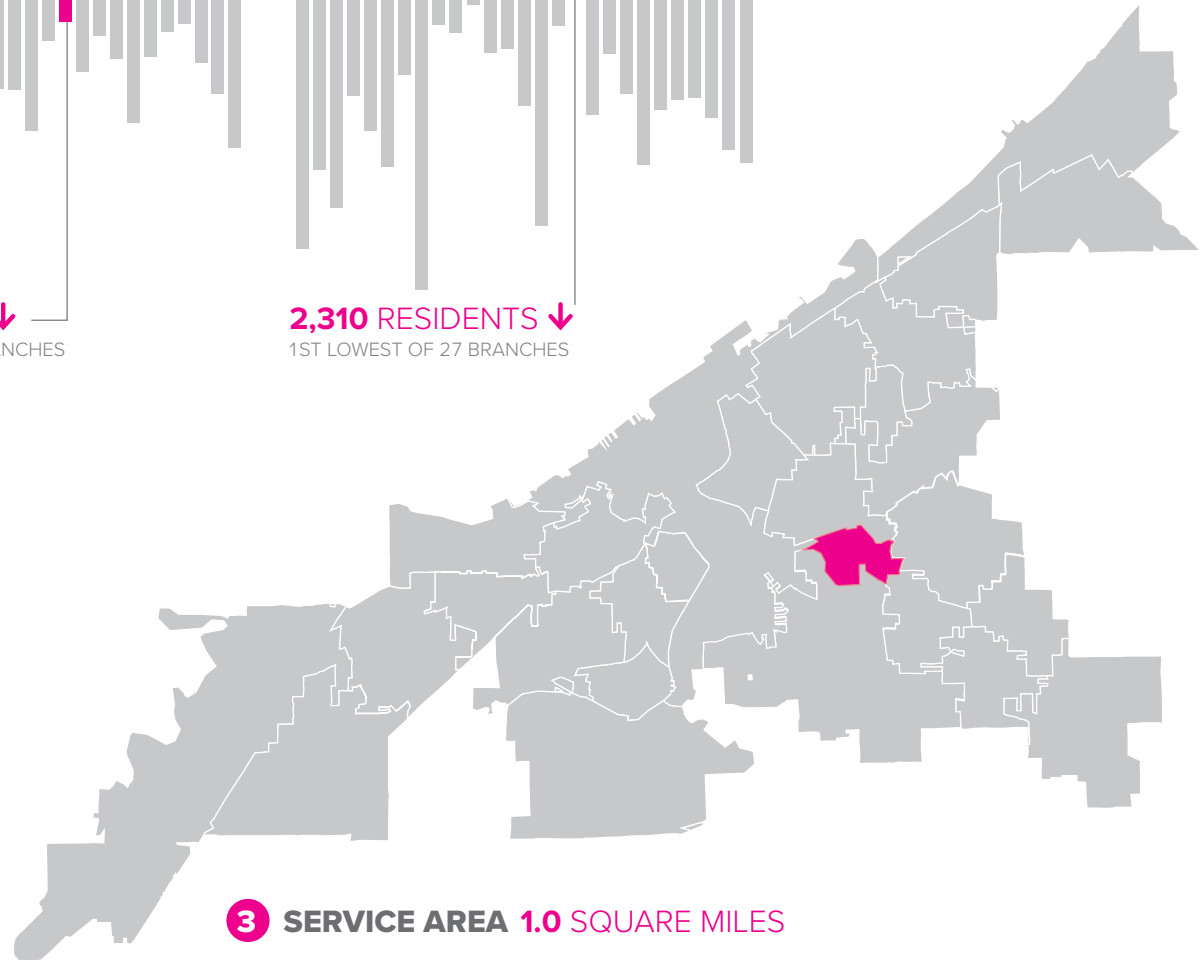 2,310 RESIDENTS
1ST LOWEST OF 27 BRANCHES
3 SERVICE AREA 1.0 SQUARE MILES